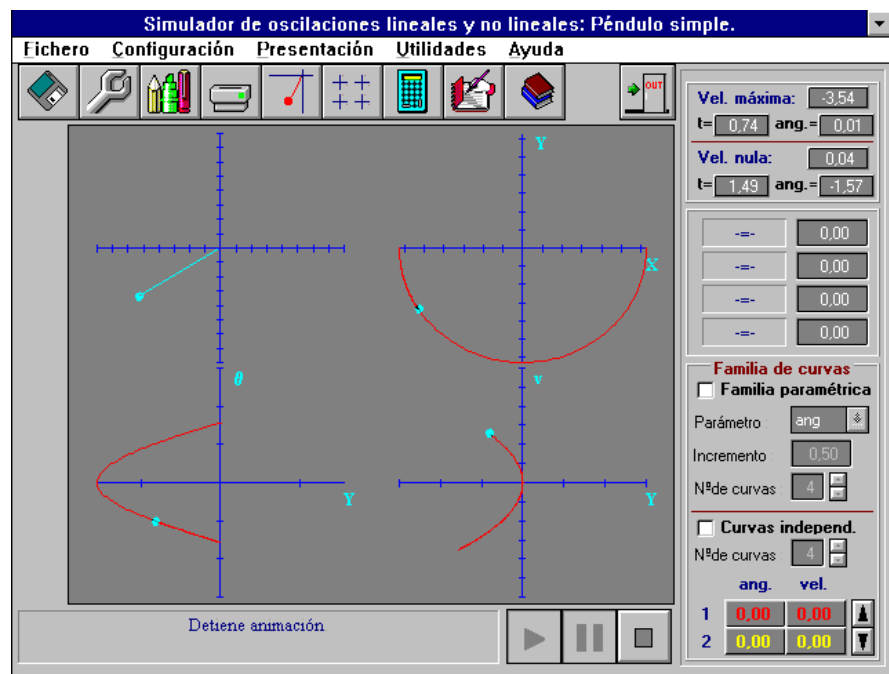 Simulador de oscilaciones lineales y no lineales: Péndulo simple.
Fichero Configuración Presentación Utilidades Ayuda
OUT
Vel. máxima: -3,54
t= 0,74 ang.= 0,01
Vel. nula: 0,04
t= 1,49 ang.= -1,57
-=- 0,00
-=- 0,00
-=- 0,00
-=- 0,00
Y
X
θ
Y
v
Y
Familia de curvas
Familia paramétrica
Parámetro : ang
Incremento : 0,50
Nºde curvas : 4
Curvas independ.
Nºde curvas : 4
ang. vel.
1 0,00 0,00
2 0,00 0,00
Detiene animación